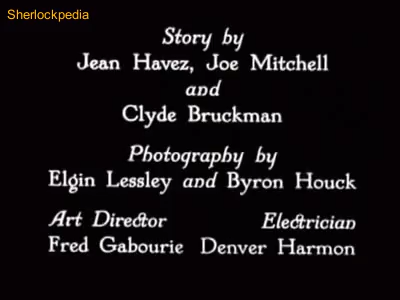 Sherlockpedia
Story by
Jean Havez, Joe Mitchell
and
Clyde Bruckman
Photography by
Elgin Lessley and Byron Houck
Art Director Electrician
Fred Gabourie Denver Harmon